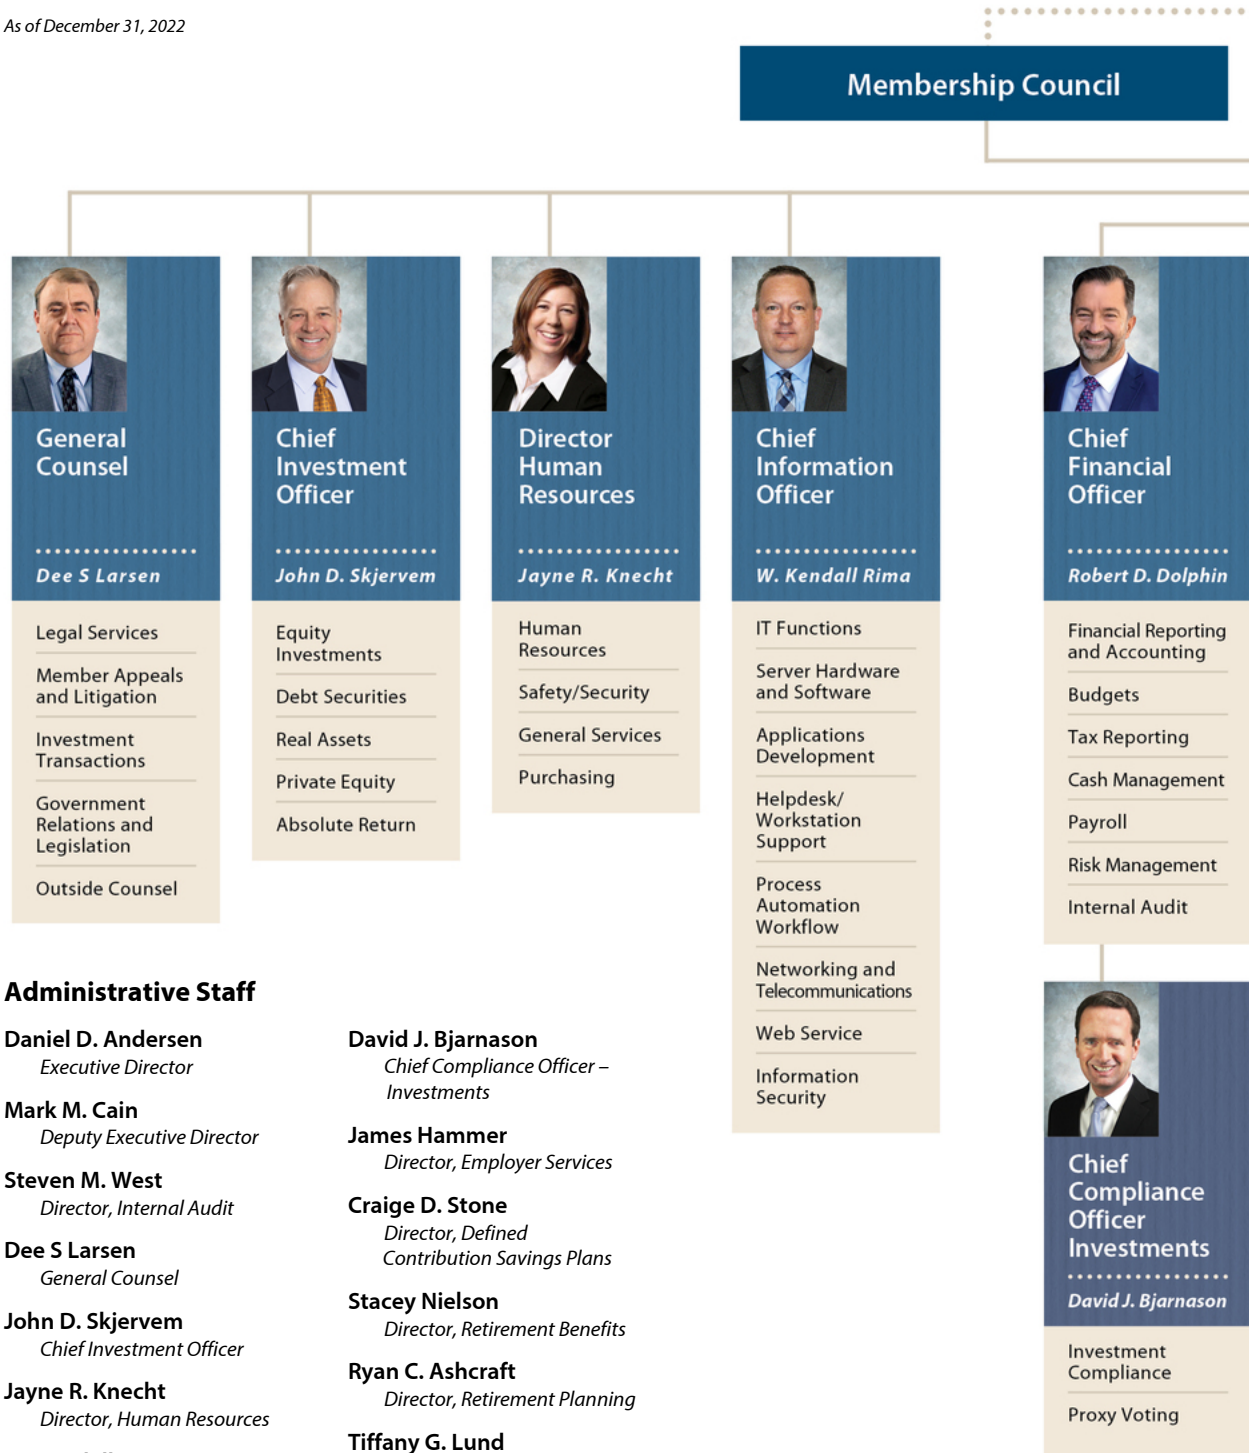 As of December 31, 2022
Membership Council
General
Counsel
Dee S Larsen
Legal Services
Member Appeals
and Litigation
Investment
Transactions
Government
Relations and
Legislation
Outside Counsel
Chief
Investment
Officer
John D. Skjervem
Equity
Investments
Debt Securities
Real Assets
Private Equity
Absolute Return
Director
Human
Resources
Jayne R. Knecht
Human
Resources
Safety/Security
General Services
Purchasing
Chief
Information
Officer
W. Kendall Rima
IT Functions
Server Hardware
and Software
Applications
Development
Helpdesk/
Workstation
Support
Process
Automation
Workflow
Networking and
Telecommunications
Web Service
Information
Security
Chief
Financial
Officer
Robert D. Dolphin
Financial Reporting
and Accounting
Budgets
Tax Reporting
Cash Management
Payroll
Risk Management
Internal Audit
Chief
Compliance
Officer
Investments
David J. Bjarnason
Investment
Compliance
Proxy Voting
Administrative Staff
Daniel D. Andersen
Executive Director
Mark M. Cain
Deputy Executive Director
Steven M. West
Director, Internal Audit
Dee S Larsen
General Counsel
John D. Skjervem
Chief Investment Officer
Jayne R. Knecht
Director, Human Resources
David J. Bjarnason
Chief Compliance Officer –
Investments
James Hammer
Director, Employer Services
Craige D. Stone
Director, Defined
Contribution Savings Plans
Stacey Nielson
Director, Retirement Benefits
Ryan C. Ashcraft
Director, Retirement Planning
Tiffany G. Lund